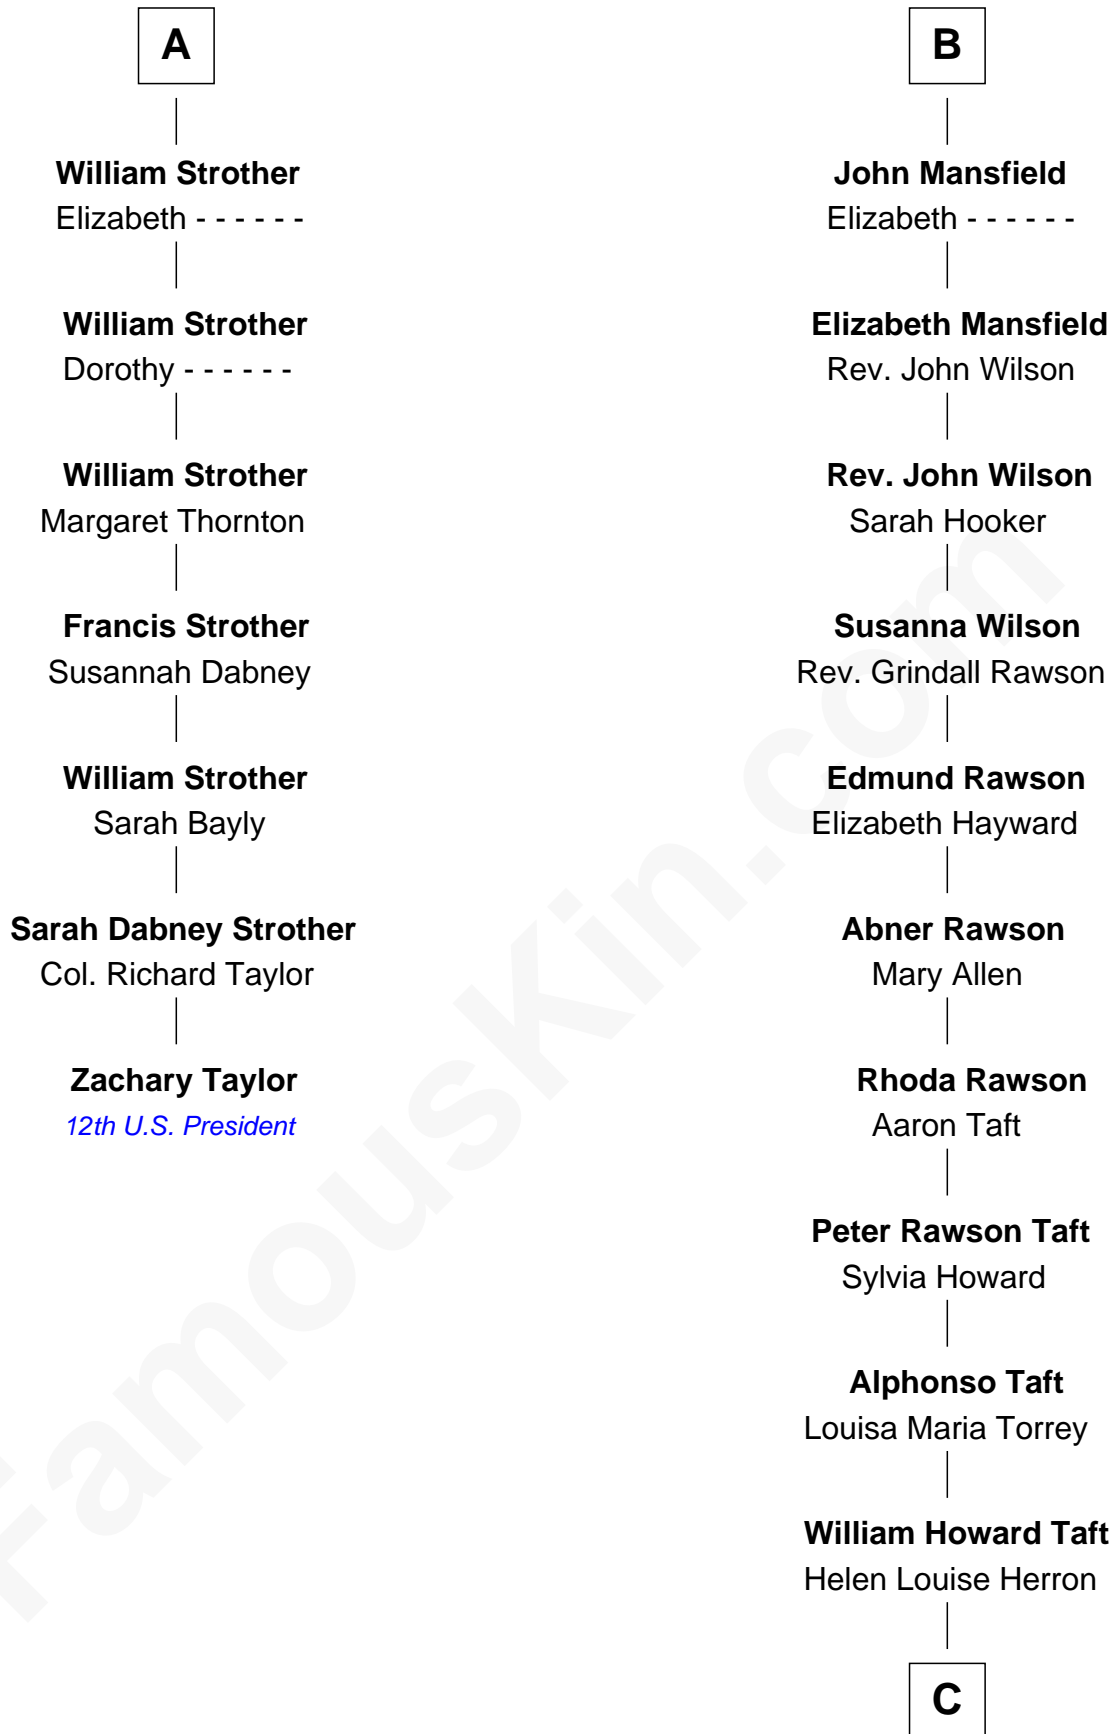 A
William Strother
Elizabeth - - - - - -
William Strother
Dorothy - - - - - -
William Strother
Margaret Thornton
Francis Strother
Susannah Dabney
William Strother
Sarah Bayly
Sarah Dabney Strother
Col. Richard Taylor
Zachary Taylor
12th U.S. President
B
John Mansfield
Elizabeth - - - - - -
Elizabeth Mansfield
Rev. John Wilson
Rev. John Wilson
Sarah Hooker
Susanna Wilson
Rev. Grindall Rawson
Edmund Rawson
Elizabeth Hayward
Abner Rawson
Mary Allen
Rhoda Rawson
Aaron Taft
Peter Rawson Taft
Sylvia Howard
Alphonso Taft
Louisa Maria Torrey
William Howard Taft
Helen Louise Herron
C
FamousKin.com